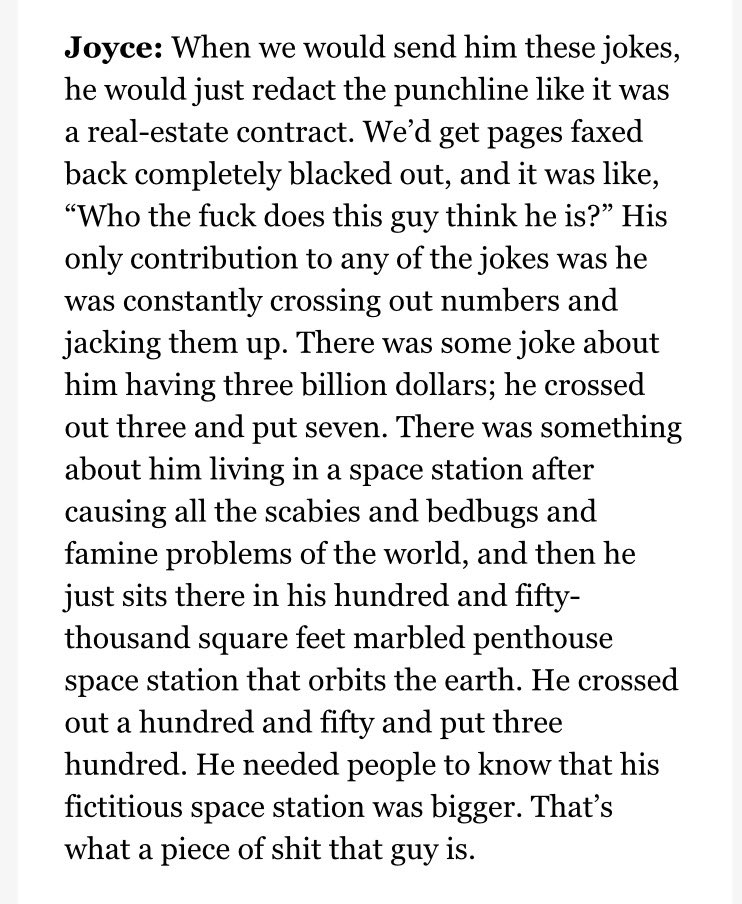 Joyce: When we would send him these jokes,
he would just redact the punchline like it was
a real-estate contract. We’d get pages faxed
back completely blacked out, and it was like,
“Who the fuck does this guy think he is?” His
only contribution to any of the jokes was he
was constantly crossing out numbers and
jacking them up. There was some joke about
him having three billion dollars; he crossed
out three and put seven. There was something
about him living in a space station after
causing all the scabies and bedbugs and
famine problems of the world, and then he
just sits there in his hundred and fifty-
thousand square feet marbled penthouse
space station that orbits the earth. He crossed
out a hundred and fifty and put three
hundred. He needed people to know that his
fictitious space station was bigger. That’s
what a piece of shit that guy is.